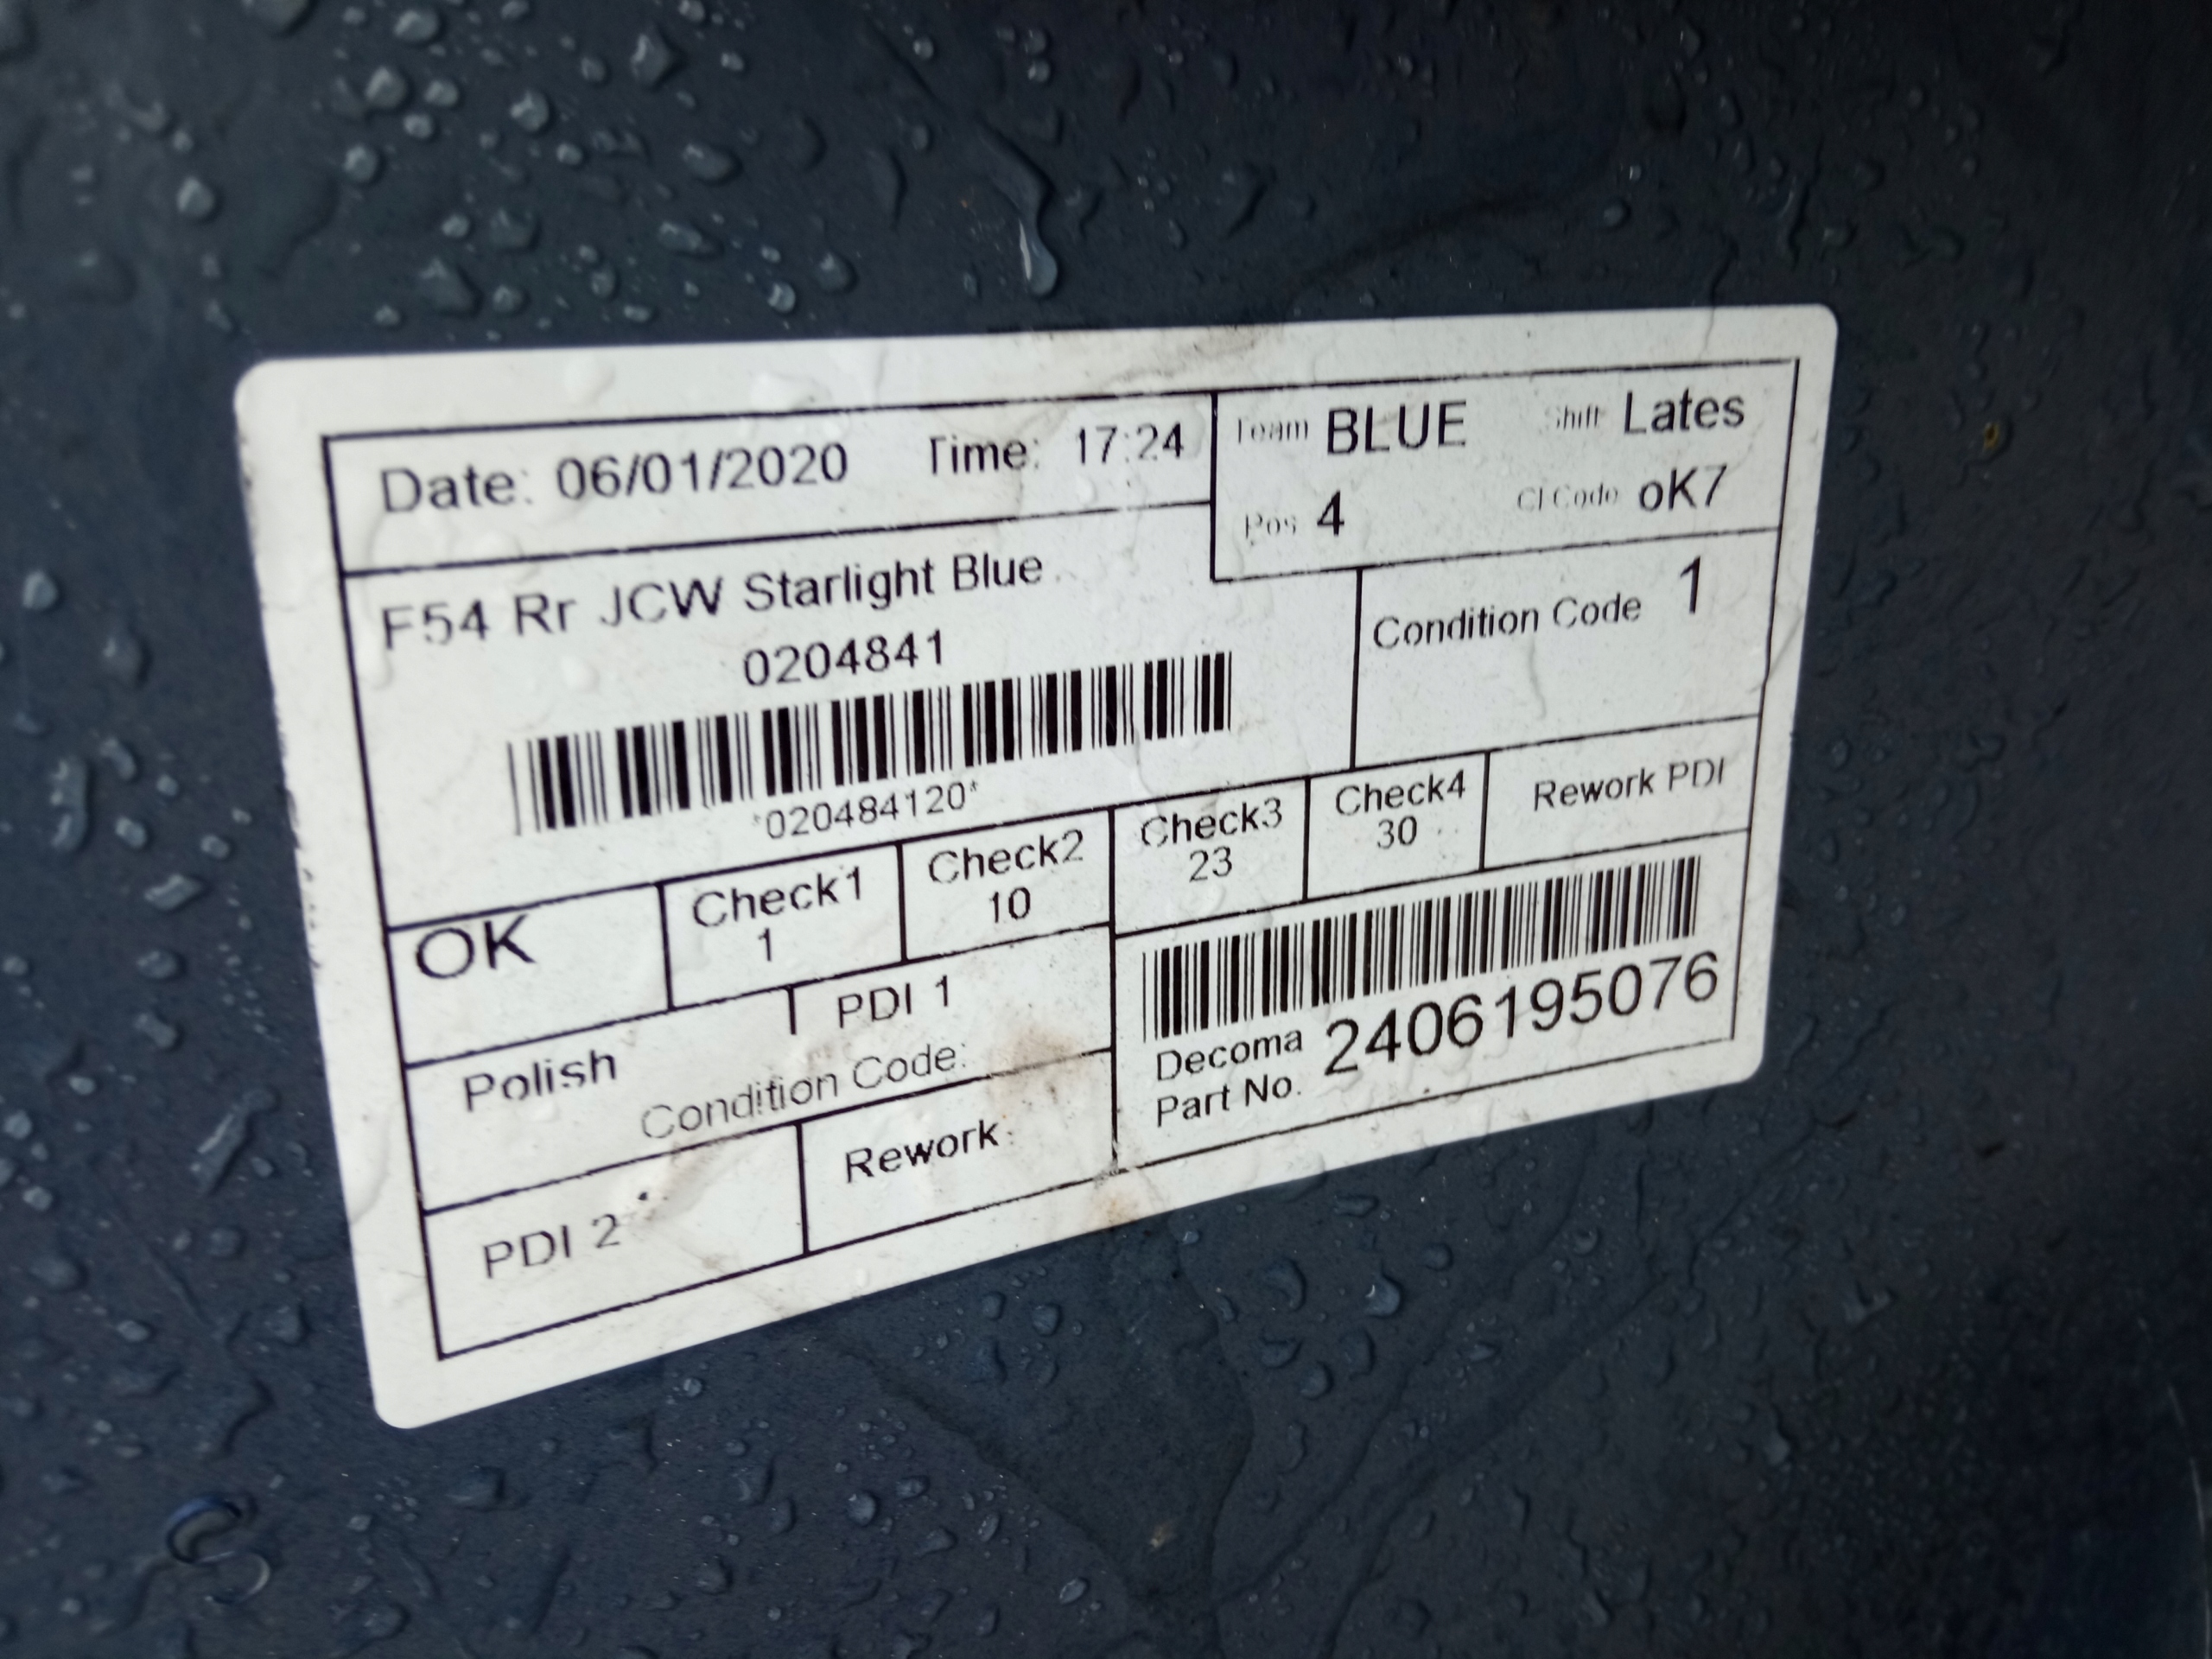 Date: 06/01/2020 Time: 17:24
Team BLUE Shift Lates
Pos 4 CI Code oK7
F54 Rr JCW Starlight Blue
0204841
*020484120*
Condition Code 1
OK
Check1
1
Check2
10
Check3
23
Check4
30
Rework PDI
Polish
PDI 1
Condition Code:
PDI 2
Rework:
Decoma
Part No. 2406195076